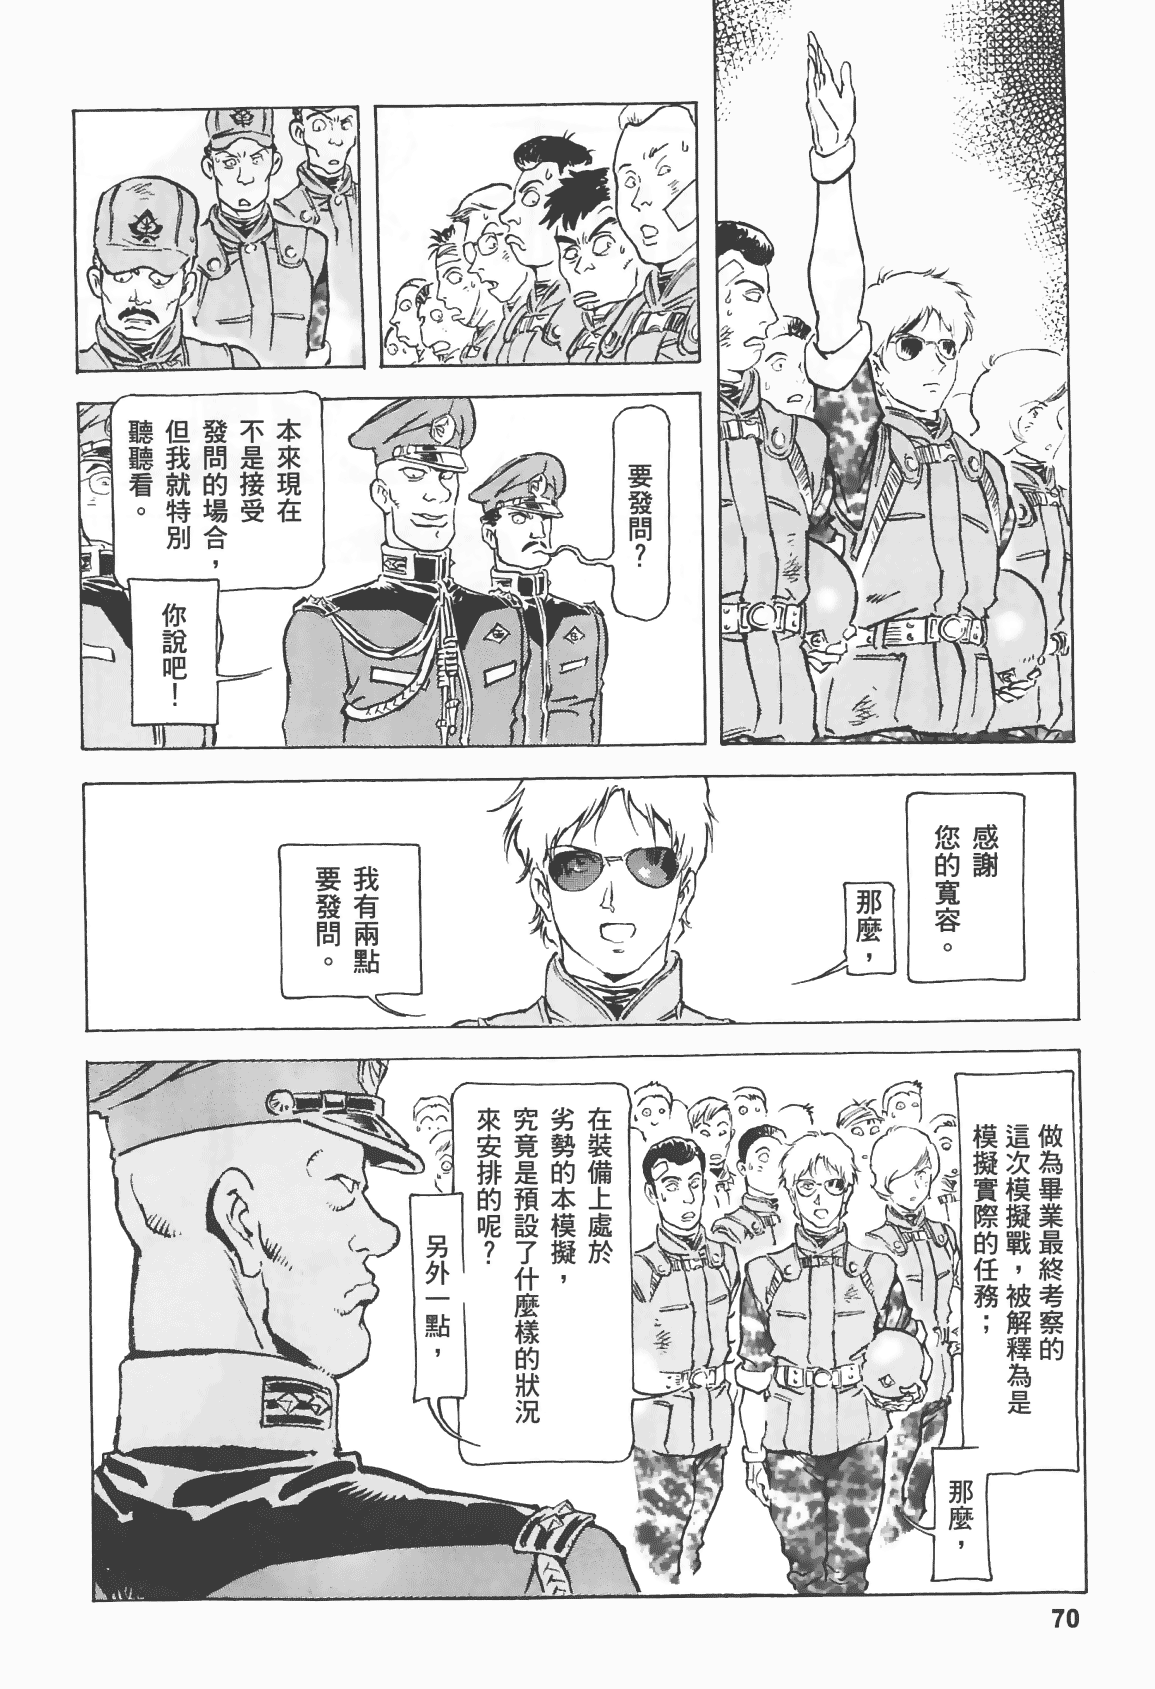 要發問？
本來現在
不是接受
發問的場合，
但我就特別
聽聽看。
你說吧！
感謝
您的寬容。
那麼，
我有兩點
要發問。
做為畢業最終考察的
這次模擬戰，被解釋為是
模擬實際的任務；
那麼，
在裝備上處於
劣勢的本模擬，
究竟是預設了什麼樣的狀況
來安排的呢？
另外一點，
70